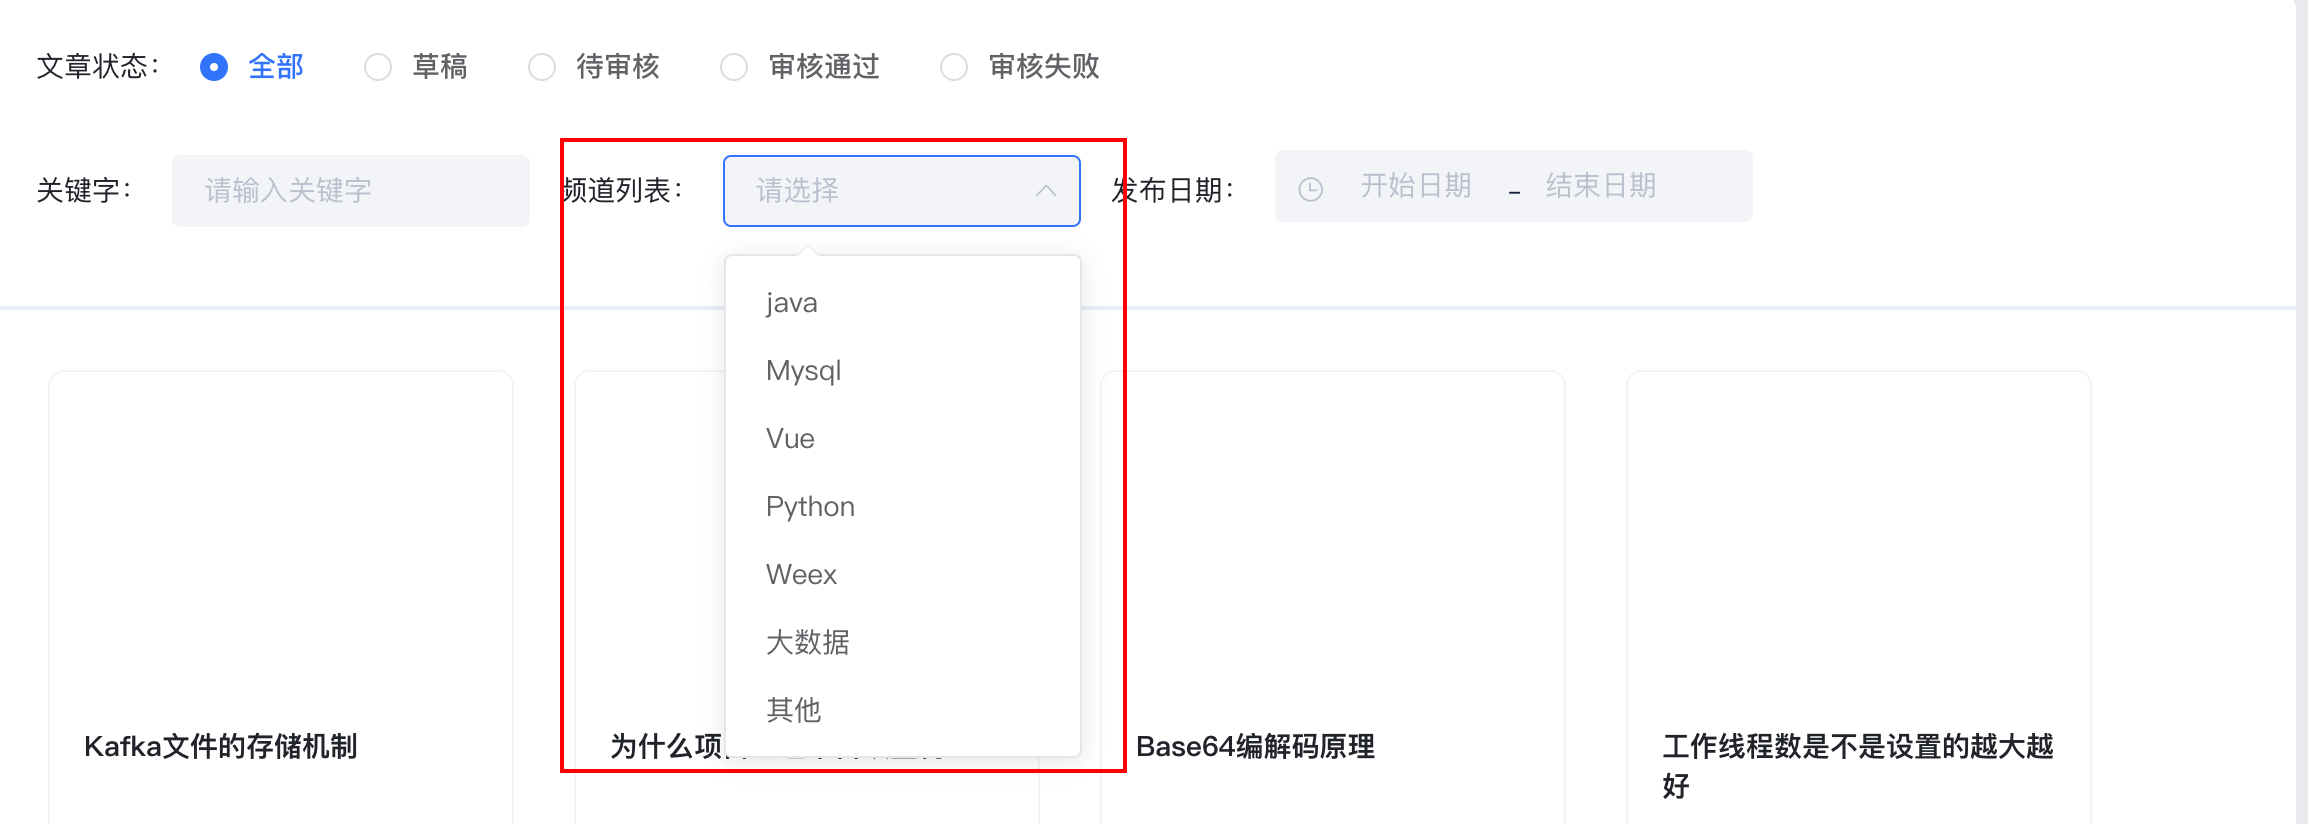 文章状态： 全部 草稿 待审核 审核通过 审核失败
关键字： 请输入关键字 频道列表： 请选择 发布日期： 开始日期 - 结束日期
java
Mysql
Vue
Python
Weex
大数据
其他
Kafka文件的存储机制
为什么项
Base64编解码原理
工作线程数是不是设置的越大越
好